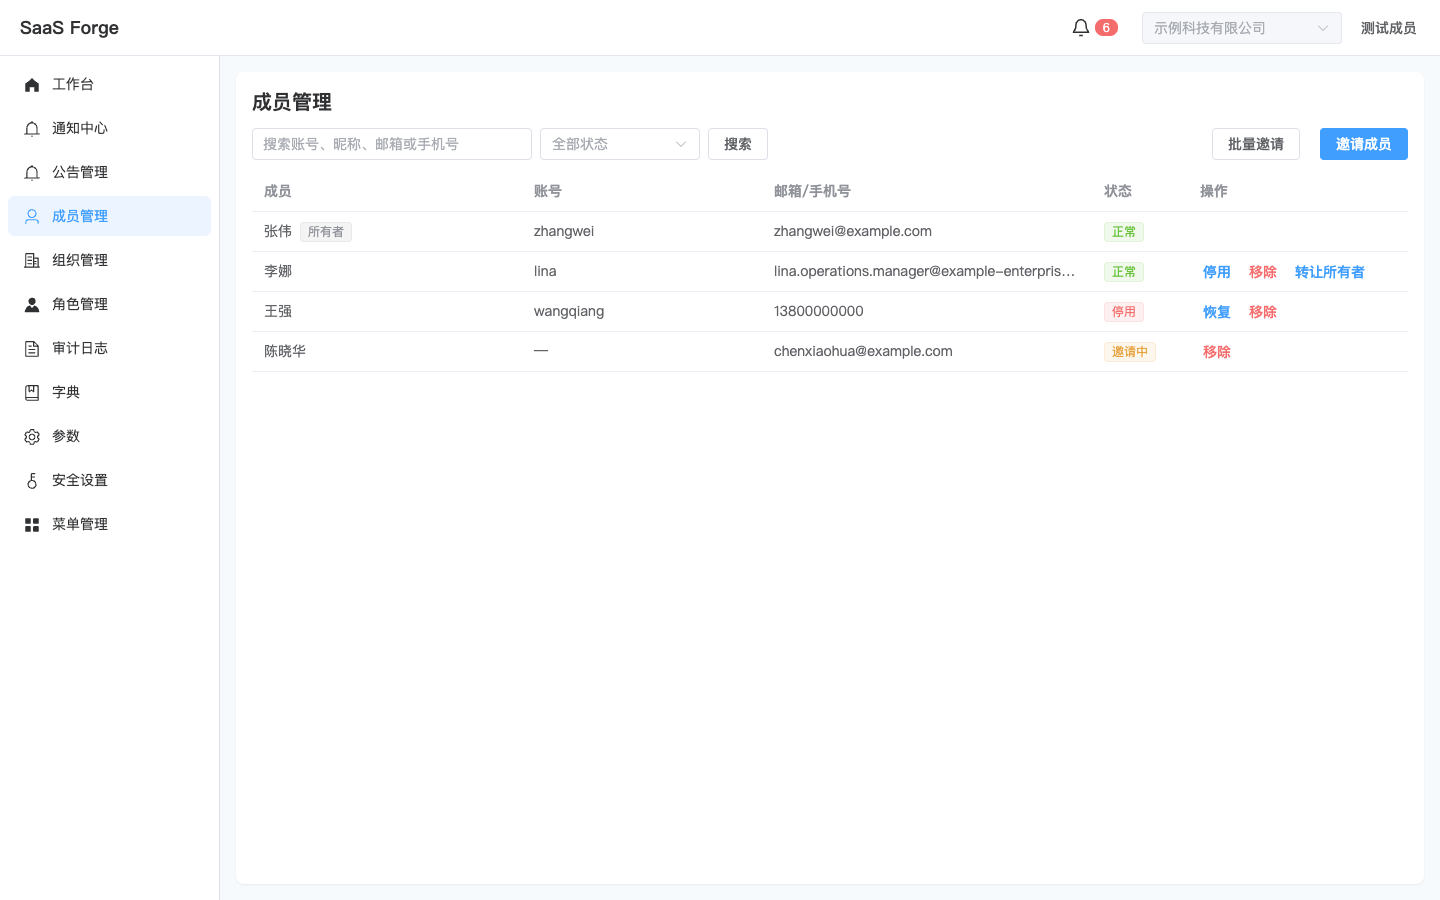 SaaS Forge
6
示例科技有限公司
测试成员
工作台
通知中心
公告管理
成员管理
组织管理
角色管理
审计日志
字典
参数
安全设置
菜单管理
成员管理
搜索账号、昵称、邮箱或手机号 全部状态 搜索 批量邀请 邀请成员
成员 账号 邮箱/手机号 状态 操作
张伟 所有者 zhangwei zhangwei@example.com 正常
李娜 lina lina.operations.manager@example-enterpris... 正常 停用 移除 转让所有者
王强 wangqiang 13800000000 停用 恢复 移除
陈晓华 — chenxiaohua@example.com 邀请中 移除